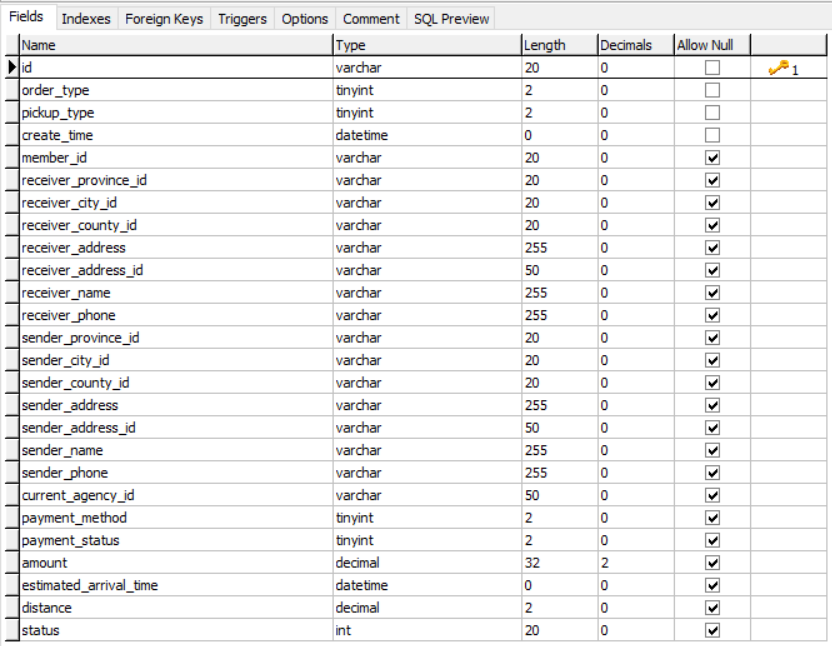 Fields Indexes Foreign Keys Triggers Options Comment SQL Preview
Name Type Length Decimals Allow Null
id varchar 20 0 1
order_type tinyint 2 0
pickup_type tinyint 2 0
create_time datetime 0 0
member_id varchar 20 0
receiver_province_id varchar 20 0
receiver_city_id varchar 20 0
receiver_county_id varchar 20 0
receiver_address varchar 255 0
receiver_address_id varchar 50 0
receiver_name varchar 255 0
receiver_phone varchar 255 0
sender_province_id varchar 20 0
sender_city_id varchar 20 0
sender_county_id varchar 20 0
sender_address varchar 255 0
sender_address_id varchar 50 0
sender_name varchar 255 0
sender_phone varchar 255 0
current_agency_id varchar 50 0
payment_method tinyint 2 0
payment_status tinyint 2 0
amount decimal 32 2
estimated_arrival_time datetime 0 0
distance decimal 2 0
status int 20 0